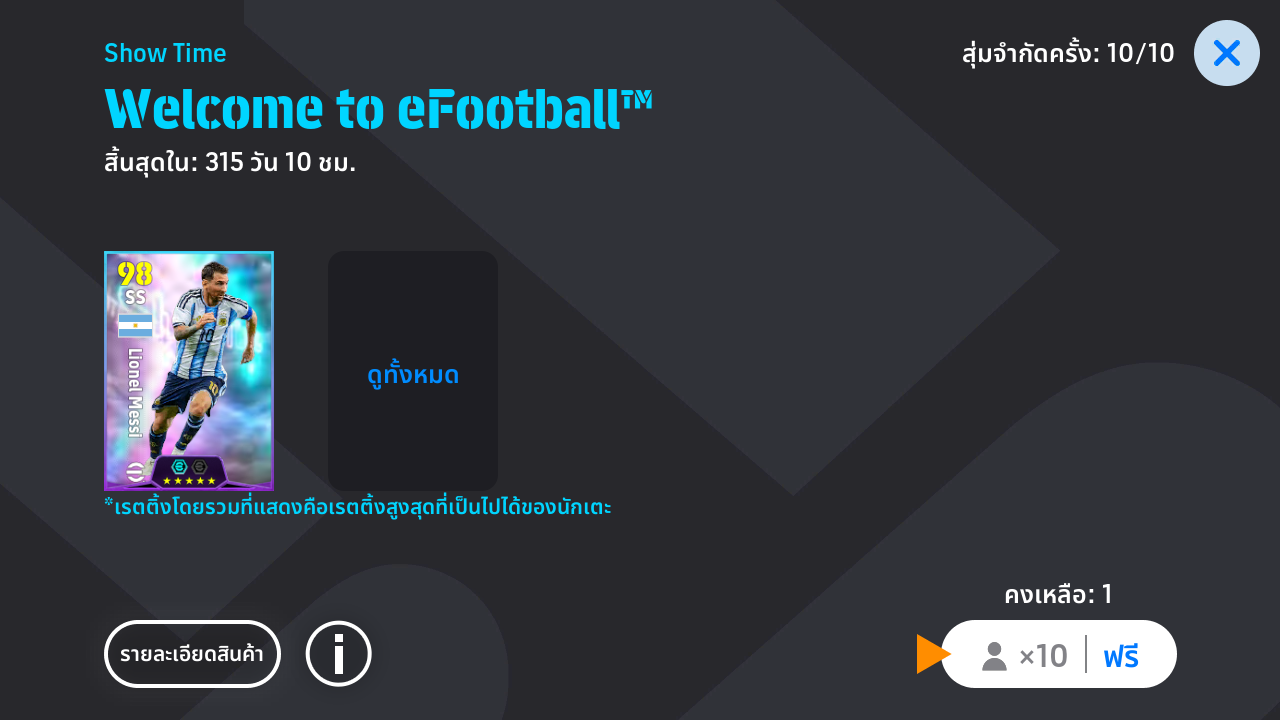 Show Time
สุ่มจำกัดครั้ง: 10/10
Welcome to eFootball™
สิ้นสุดใน: 315 วัน 10 ชม.
98
SS
10
Lionel Messi
10
ดูทั้งหมด
*เรตติ้งโดยรวมที่แสดงคือเรตติ้งสูงสุดที่เป็นไปได้ของนักเตะ
คงเหลือ: 1
รายละเอียดสินค้า
i
×10
ฟรี